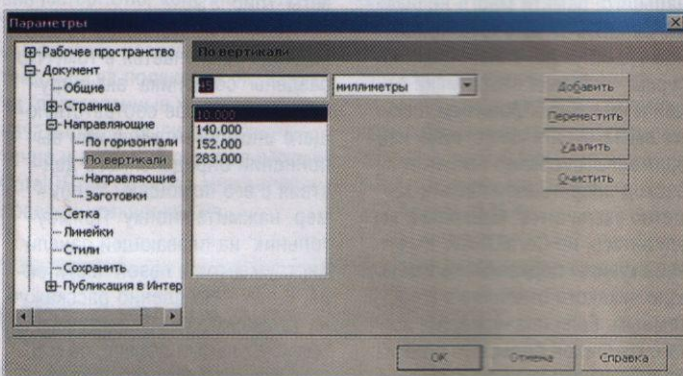 Параметры
Рабочее пространство
Документ
Общие
Страница
Направляющие
По горизонтали
По вертикали
Направляющие
Заготовки
Сетка
Линейки
Стили
Сохранить
Публикация в Интер
По вертикали
миллиметры
10.000
140.000
152.000
283.000
Добавить
Переместить
Удалить
Очистить
OK
Отмена
Справка